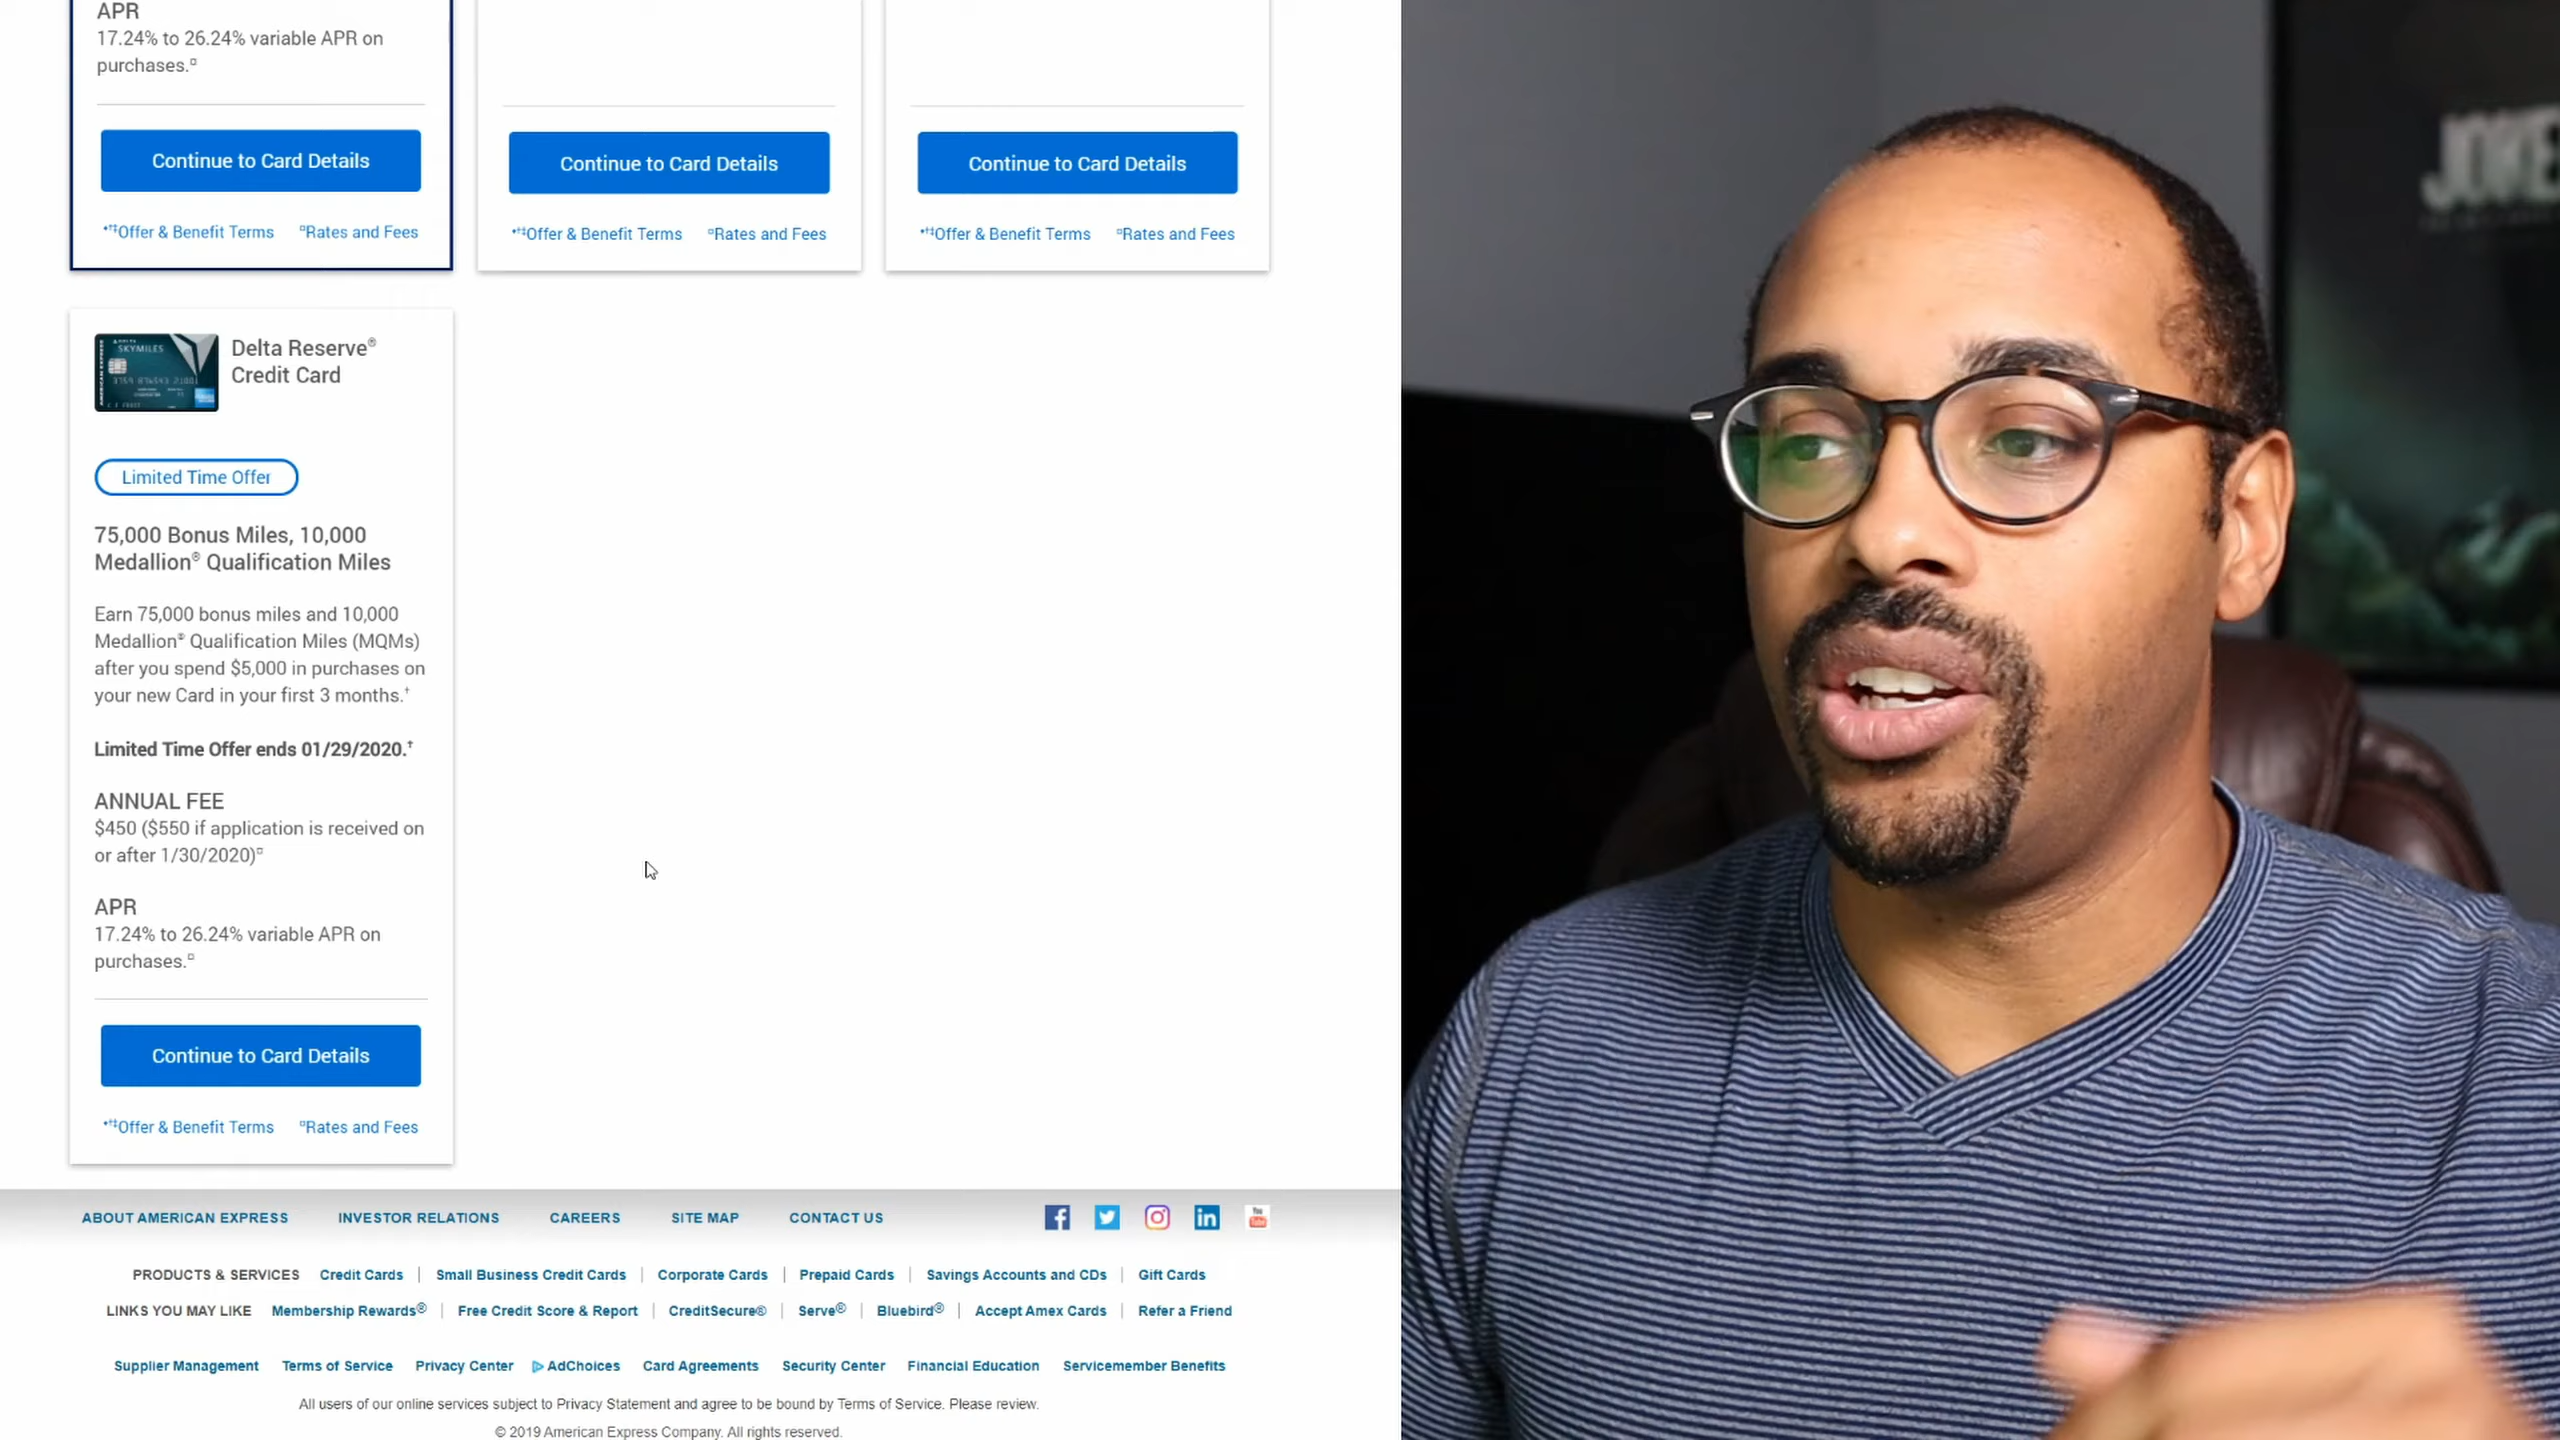 APR
17.24% to 26.24% variable APR on
purchases.¤
Continue to Card Details
Continue to Card Details
Continue to Card Details
•†‡Offer & Benefit Terms ¤Rates and Fees
•†‡Offer & Benefit Terms ¤Rates and Fees
•†‡Offer & Benefit Terms ¤Rates and Fees
SKYMILES
Delta Reserve®
Credit Card
Limited Time Offer
75,000 Bonus Miles, 10,000
Medallion® Qualification Miles
Earn 75,000 bonus miles and 10,000
Medallion® Qualification Miles (MQMs)
after you spend $5,000 in purchases on
your new Card in your first 3 months.†
Limited Time Offer ends 01/29/2020.†
ANNUAL FEE
$450 ($550 if application is received on
or after 1/30/2020)¤
APR
17.24% to 26.24% variable APR on
purchases.¤
Continue to Card Details
•†‡Offer & Benefit Terms ¤Rates and Fees
ABOUT AMERICAN EXPRESS INVESTOR RELATIONS CAREERS SITE MAP CONTACT US
PRODUCTS & SERVICES Credit Cards | Small Business Credit Cards | Corporate Cards | Prepaid Cards | Savings Accounts and CDs | Gift Cards
LINKS YOU MAY LIKE Membership Rewards® | Free Credit Score & Report | CreditSecure® | Serve® | Bluebird® | Accept Amex Cards | Refer a Friend
Supplier Management Terms of Service Privacy Center AdChoices Card Agreements Security Center Financial Education Servicemember Benefits
All users of our online services subject to Privacy Statement and agree to be bound by Terms of Service. Please review.
© 2019 American Express Company. All rights reserved.